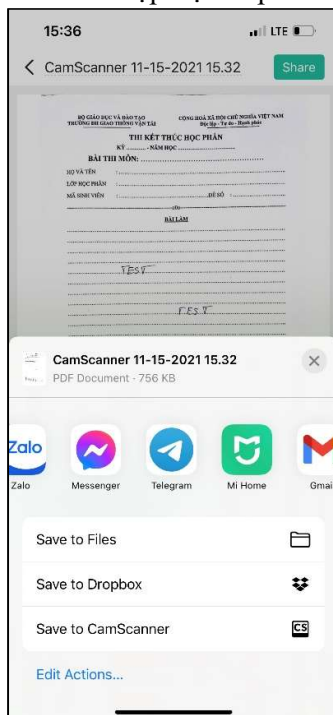 15:36 LTE
CamScanner 11-15-2021 15.32 Share
BỘ GIÁO DỤC VÀ ĐÀO TẠO CỘNG HOÀ XÃ HỘI CHỦ NGHĨA VIỆT NAM
TRƯỜNG ĐH GIAO THÔNG VẬN TẢI Độc lập - Tự do - Hạnh phúc
THI KẾT THÚC HỌC PHẦN
KỲ ........ - NĂM HỌC ........
BÀI THI MÔN:
HỌ VÀ TÊN :
LỚP HỌC PHẦN :
MÃ SINH VIÊN : ĐỀ SỐ :
BÀI LÀM
TEST
TEST
CamScanner 11-15-2021 15.32
PDF Document · 756 KB
Zalo
Zalo Messenger Telegram Mi Home Gmai
Save to Files
Save to Dropbox
Save to CamScanner CS
Edit Actions...